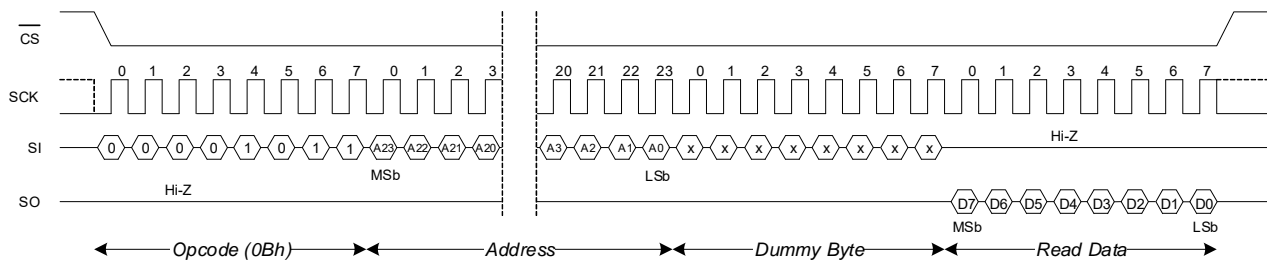 CS
0 1 2 3 4 5 6 7 0 1 2 3 20 21 22 23 0 1 2 3 4 5 6 7 0 1 2 3 4 5 6 7
SCK
Hi-Z
SI 0 0 0 0 1 0 1 1 A23 A22 A21 A20 A3 A2 A1 A0 x x x x x x x x
MSb LSb
Hi-Z
SO D7 D6 D5 D4 D3 D2 D1 D0
MSb LSb
Opcode (0Bh) Address Dummy Byte Read Data